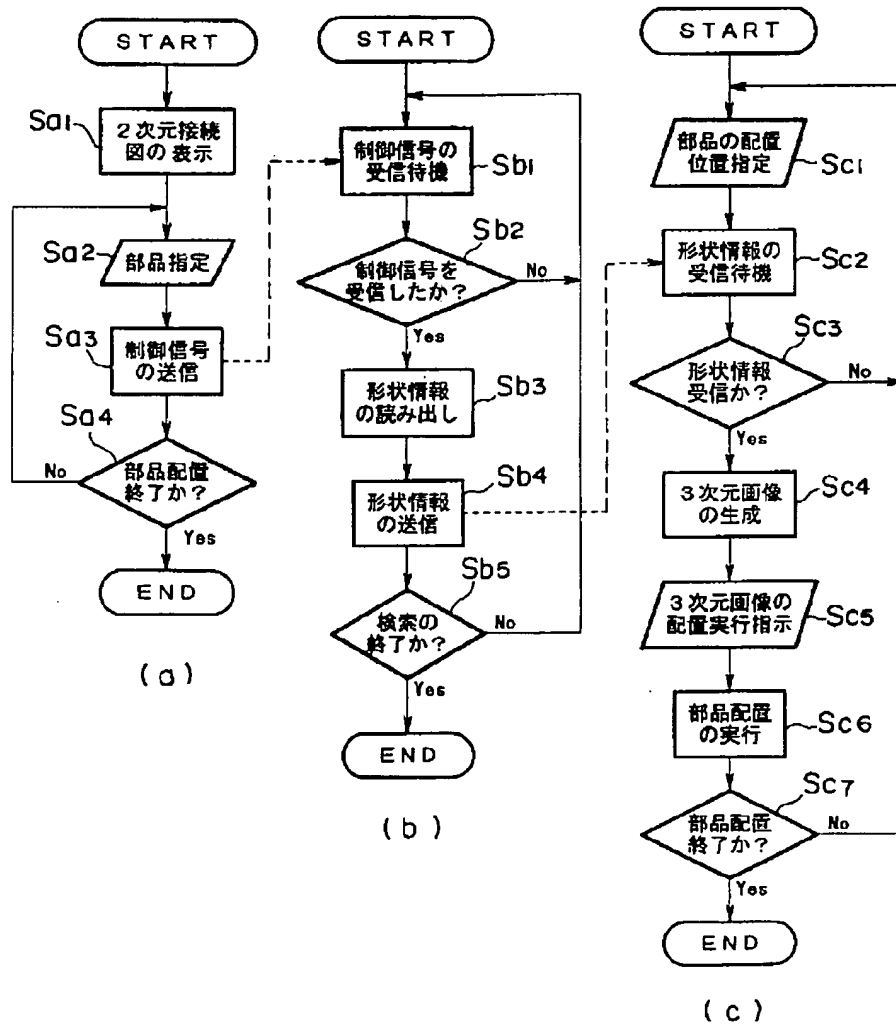 START
Sa1
2次元接続
図の表示
Sa2
部品指定
Sa3
制御信号
の送信
Sa4
部品配置
終了か?
No
Yes
END
(a)
START
制御信号の
受信待機
Sb1
Sb2
制御信号を
受信したか?
No
Yes
形状情報
の読み出し
Sb3
形状情報
の送信
Sb4
Sb5
検索の
終了か?
No
Yes
END
(b)
START
部品の配置
位置指定
Sc1
形状情報の
受信待機
Sc2
Sc3
形状情報
受信か?
No
Yes
3次元画像
の生成
Sc4
3次元画像の
配置実行指示
Sc5
部品配置
の実行
Sc6
Sc7
部品配置
終了か?
No
Yes
END
(c)